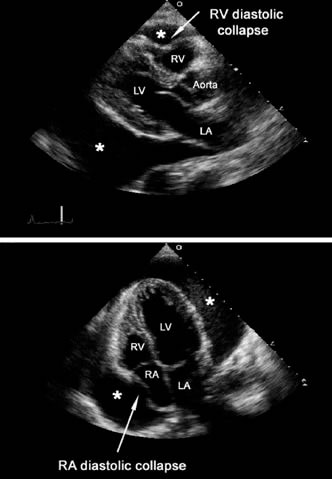 RV diastolic
collapse
*
RV
LV
Aorta
LA
*
*
LV
RV
RA
LA
*
RA diastolic collapse